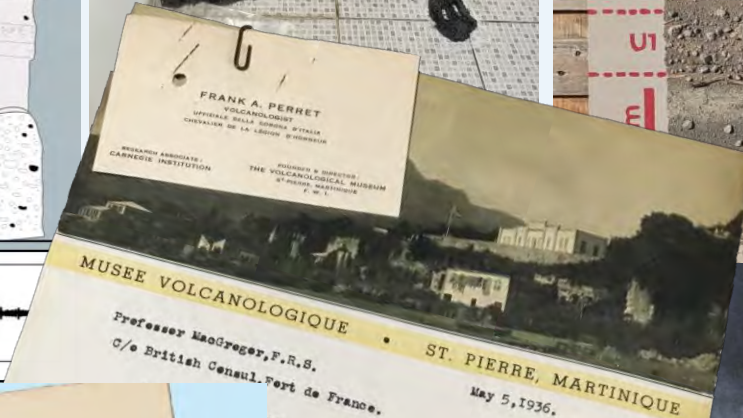 FRANK A. PERRET
VOLCANOLOGIST
UFFIZIALE DELLA CORONA D'ITALIA
CHEVALIER DE LA LÉGION D'HONNEUR
RESEARCH ASSOCIATE:
CARNEGIE INSTITUTION
FOUNDER & DIRECTOR:
THE VOLCANOLOGICAL MUSEUM
ST-PIERRE, MARTINIQUE
F. W. I.
U1
MUSEE VOLCANOLOGIQUE • ST. PIERRE, MARTINIQUE
Professor MacGregor,F.R.S.
C/o British Consul,Fort de France.
May 5,1936.